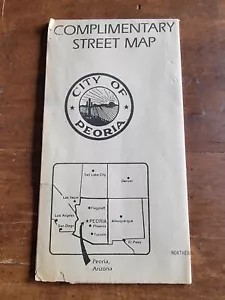 COMPLIMENTARY
STREET MAP
CITY OF
PEORIA
Salt Lake City
Denver
Las Vegas
Flagstaff
Los Angeles
PEORIA
Albuquerque
Phoenix
San Diego
Tucson
El Paso
NORTHERN
Peoria,
Arizona